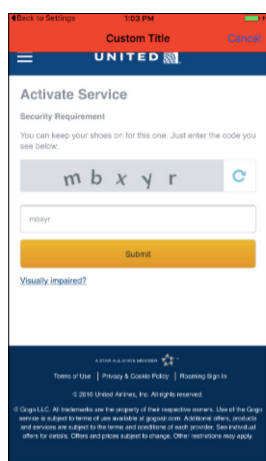 Back to Settings 1:03 PM
Custom Title Cancel
UNITED
Activate Service
Security Requirement
You can keep your shoes on for this one. Just enter the code you
see below.
m b x y r
mbxyr
Submit
Visually impaired?
A STAR ALLIANCE MEMBER
Terms of Use | Privacy & Cookie Policy | Roaming Sign In
© 2016 United Airlines, Inc. All rights reserved.
© Gogo LLC. All trademarks are the property of their respective owners. Use of the Gogo
service is subject to terms of use available at gogoair.com. Additional offers, products
and services are subject to the terms and conditions of each provider. See individual
offers for details. Offers and prices subject to change. Other restrictions may apply.